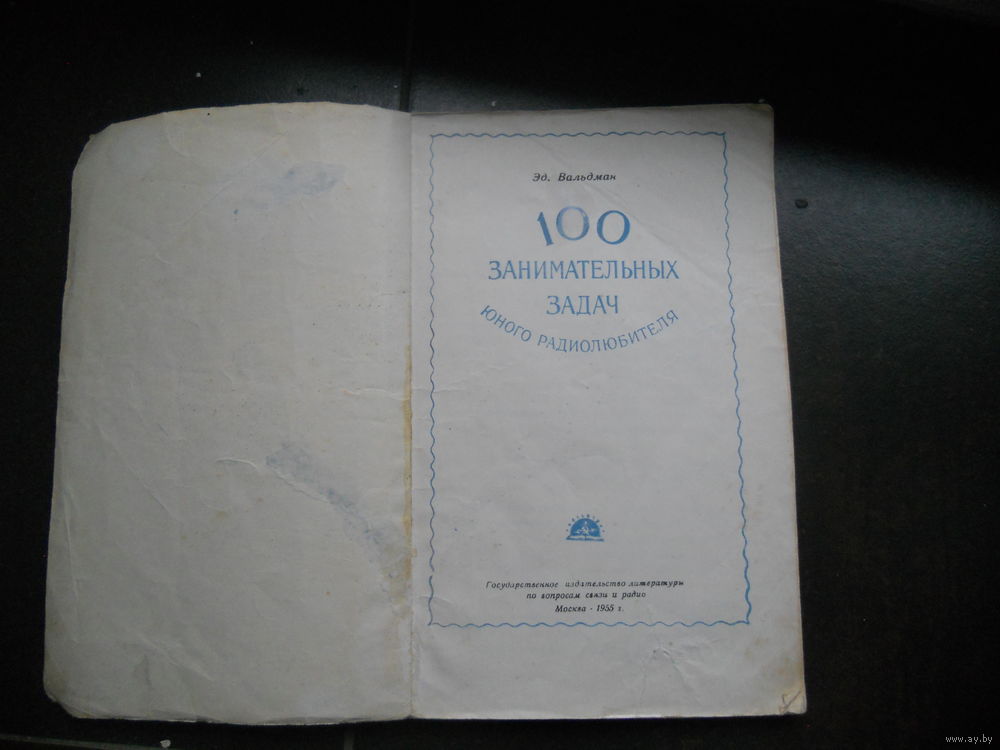 Эд. Вальдман
100
ЗАНИМАТЕЛЬНЫХ
ЗАДАЧ
ЮНОГО РАДИОЛЮБИТЕЛЯ
Государственное издательство литературы
по вопросам связи и радио
Москва - 1955 г.
www.ay.by